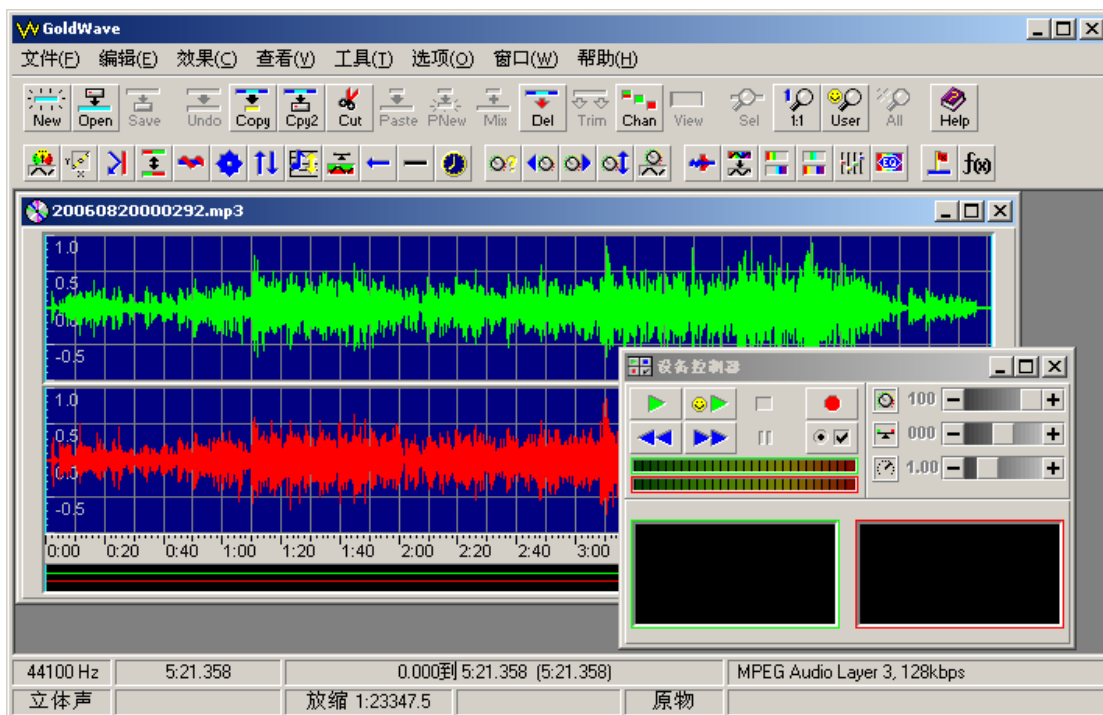 GoldWave
文件(F) 编辑(E) 效果(C) 查看(V) 工具(T) 选项(O) 窗口(W) 帮助(H)
New Open Save Undo Copy Cpy2 Cut Paste PNew Mix Del Trim Chan View Sel 1:1 User All Help
EQ f(x)
20060820000292.mp3
1.0
0.5
0.0
-0.5
1.0
0.5
0.0
-0.5
0:00 0:20 0:40 1:00 1:20 1:40 2:00 2:20 2:40 3:00
设备控制器
100
000
1.00
44100 Hz 5:21.358 0.000到 5:21.358 (5:21.358) MPEG Audio Layer 3, 128kbps
立体声 放缩 1:23347.5 原物